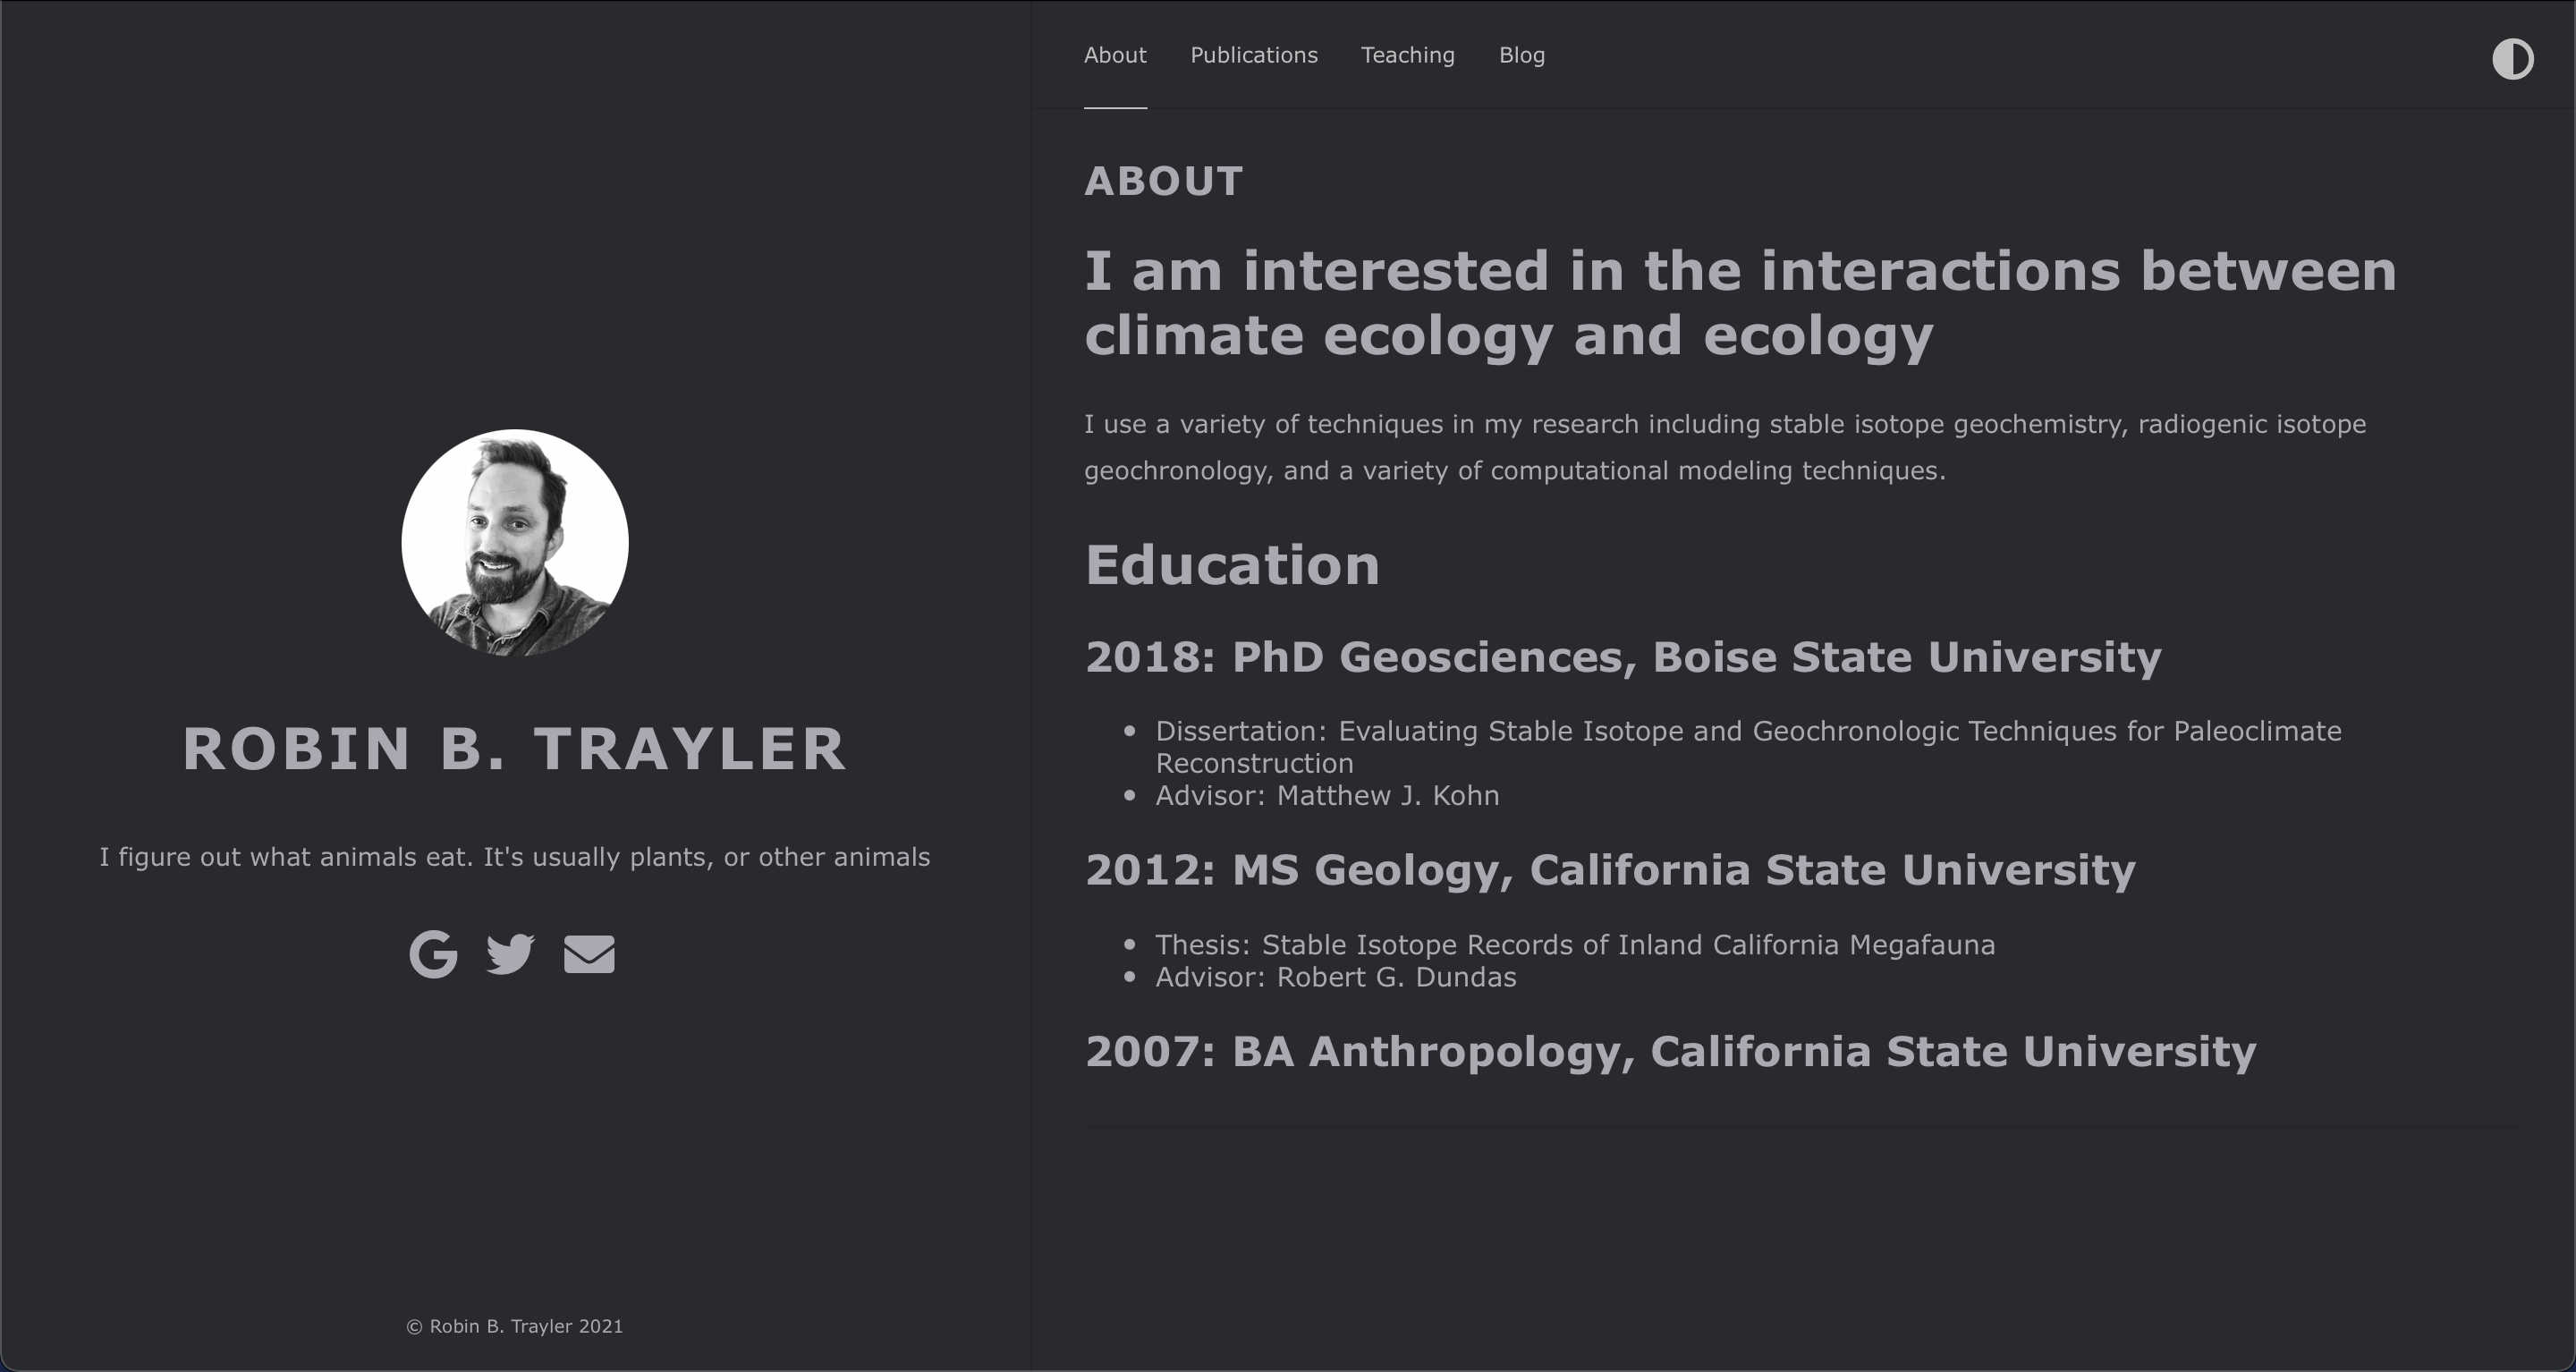 ROBIN B. TRAYLER
I figure out what animals eat. It's usually plants, or other animals
© Robin B. Trayler 2021
About Publications Teaching Blog
ABOUT
I am interested in the interactions between
climate ecology and ecology
I use a variety of techniques in my research including stable isotope geochemistry, radiogenic isotope
geochronology, and a variety of computational modeling techniques.
Education
2018: PhD Geosciences, Boise State University
• Dissertation: Evaluating Stable Isotope and Geochronologic Techniques for Paleoclimate
Reconstruction
• Advisor: Matthew J. Kohn
2012: MS Geology, California State University
• Thesis: Stable Isotope Records of Inland California Megafauna
• Advisor: Robert G. Dundas
2007: BA Anthropology, California State University